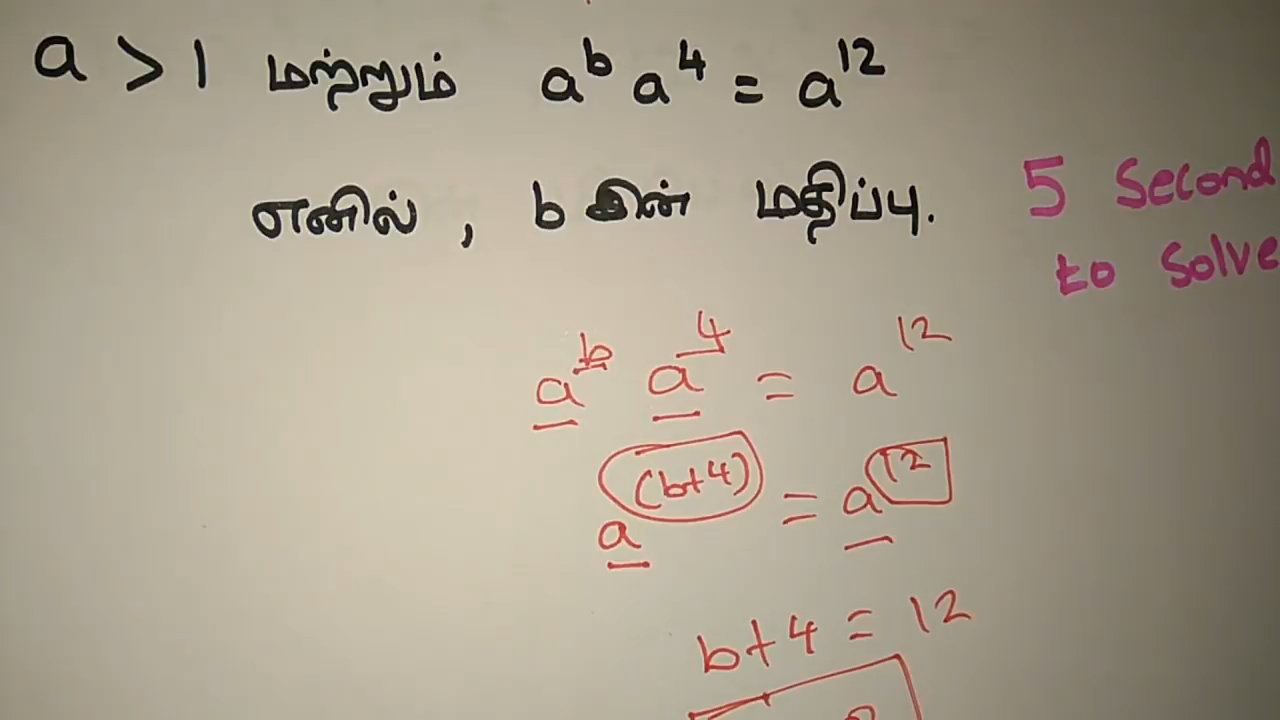 a > 1 மற்றும் a^b a^4 = a^12
எனில் , b இன் மதிப்பு.
5 Second
to Solve
a^b a^4 = a^12
a^(b+4) = a^12
b+4 = 12